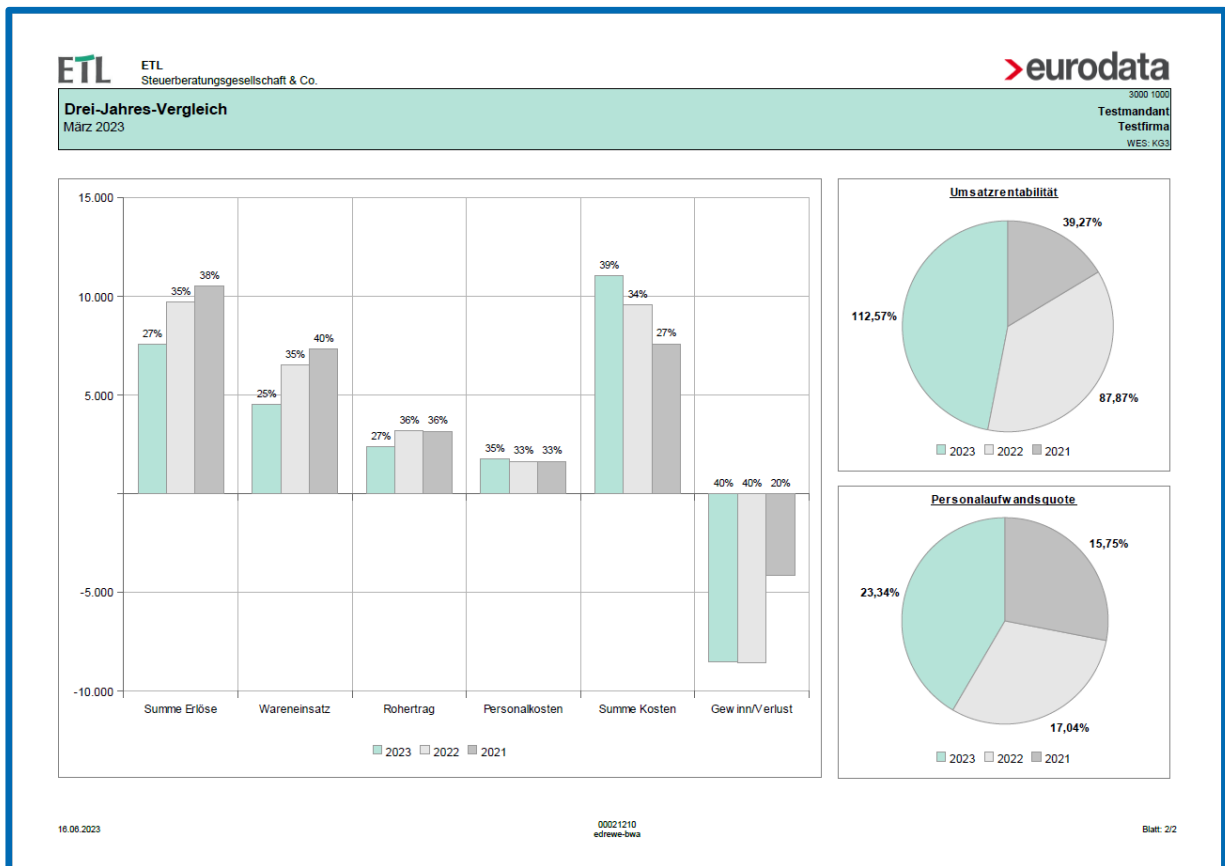 ETL
ETL
Steuerberatungsgesellschaft & Co.
eurodata
Drei-Jahres-Vergleich
März 2023
3000 1000
Testmandant
Testfirma
WES: KG3
15.000
10.000
5.000
-5.000
-10.000
27% 35% 38%
25% 35% 40%
27% 36% 36%
35% 33% 33%
39% 34% 27%
40% 40% 20%
Summe Erlöse Wareneinsatz Rohertrag Personalkosten Summe Kosten Gewinn/Verlust
2023 2022 2021
Umsatzrentabilität
39,27%
112,57%
87,87%
2023 2022 2021
Personalaufwandsquote
15,75%
23,34%
17,04%
2023 2022 2021
16.06.2023
00021210
edrewe-bwa
Blatt: 2/2